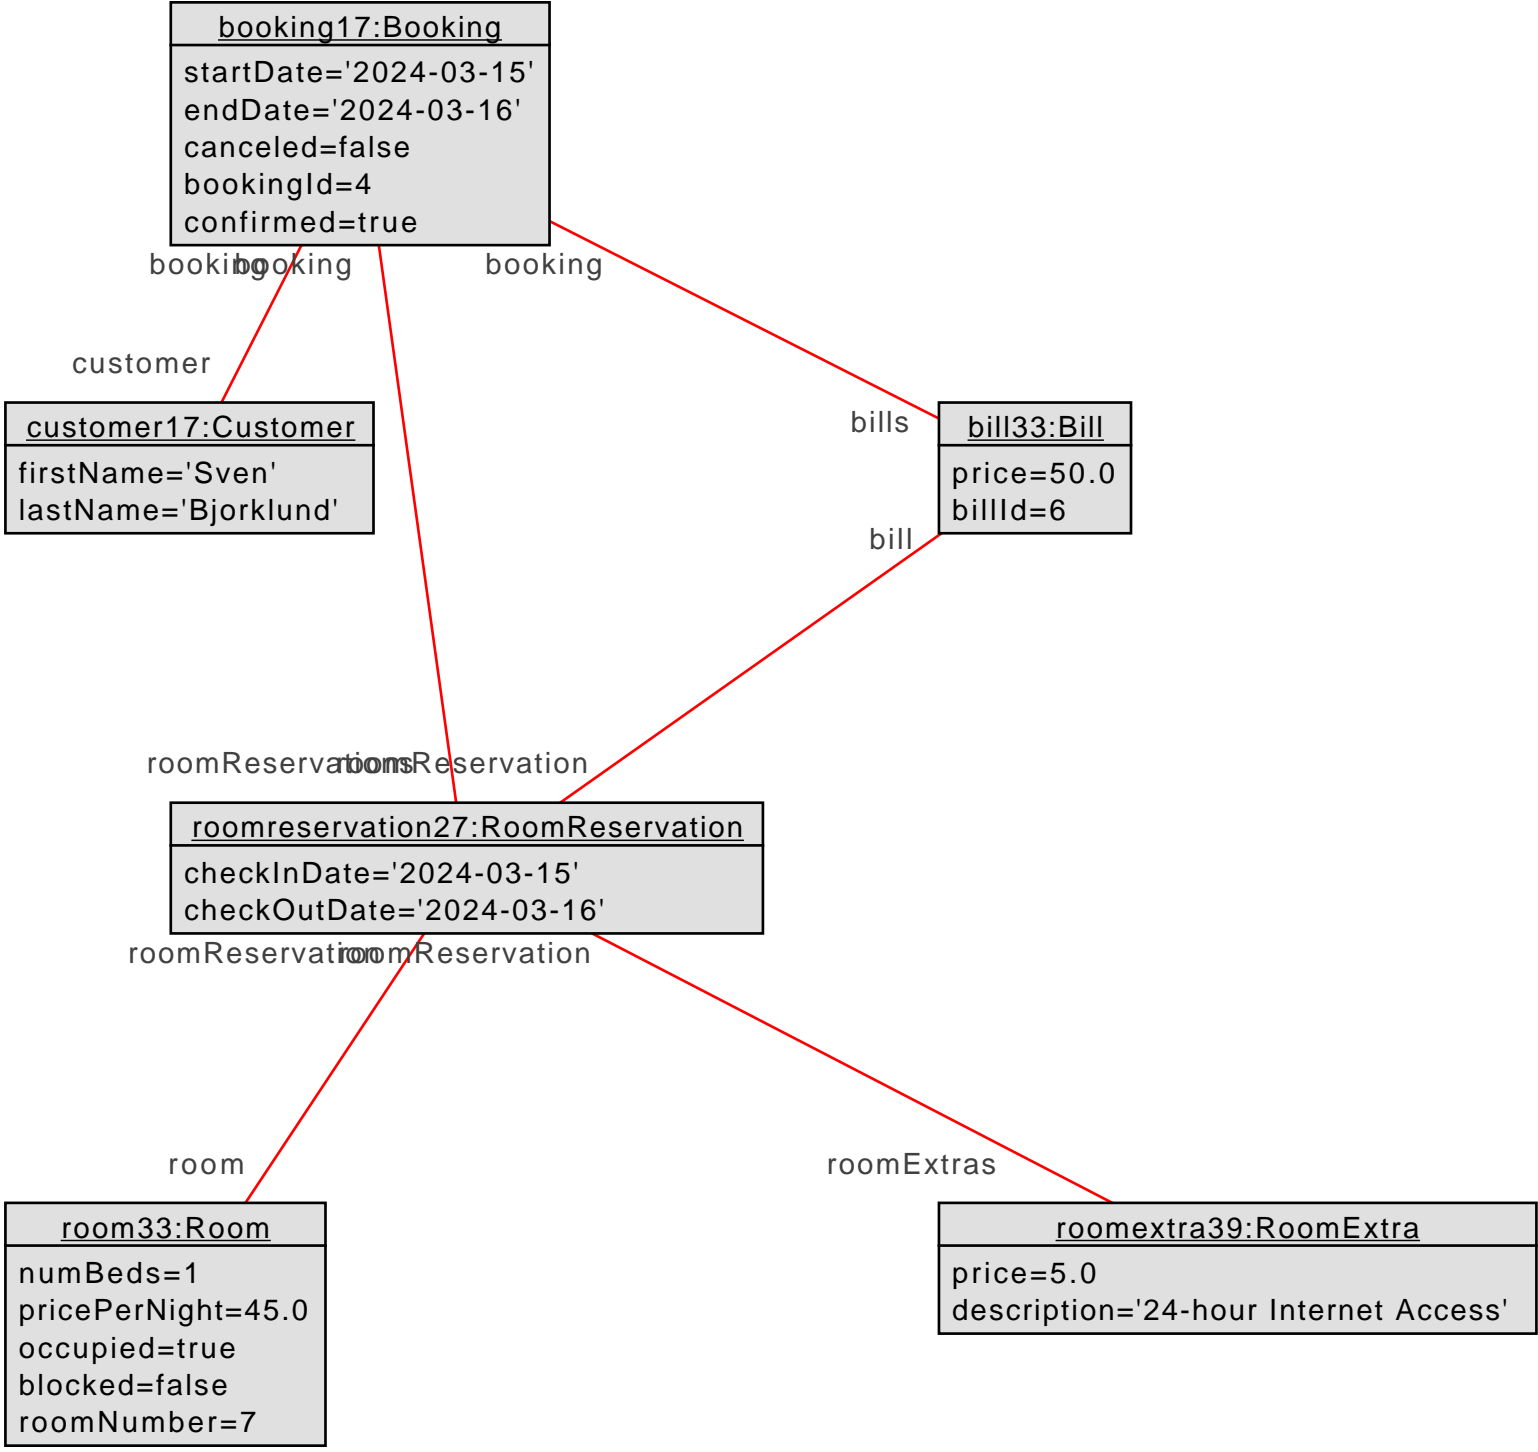 booking17:Booking
startDate='2024-03-15'
endDate='2024-03-16'
canceled=false
bookingId=4
confirmed=true
booking
booking
booking
customer
customer17:Customer
firstName='Sven'
lastName='Bjorklund'
bills
bill33:Bill
price=50.0
billId=6
bill
roomReservations
roomReservation
roomreservation27:RoomReservation
checkInDate='2024-03-15'
checkOutDate='2024-03-16'
roomReservation
roomReservation
room
roomExtras
room33:Room
numBeds=1
pricePerNight=45.0
occupied=true
blocked=false
roomNumber=7
roomextra39:RoomExtra
price=5.0
description='24-hour Internet Access'